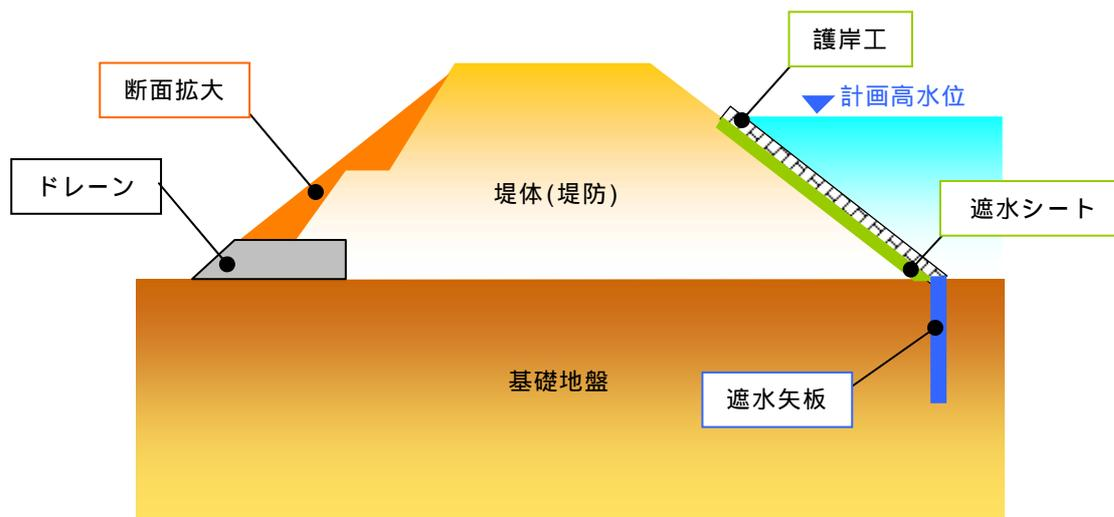 護岸工
断面拡大
計画高水位
ドレーン
堤体(堤防)
遮水シート
基礎地盤
遮水矢板